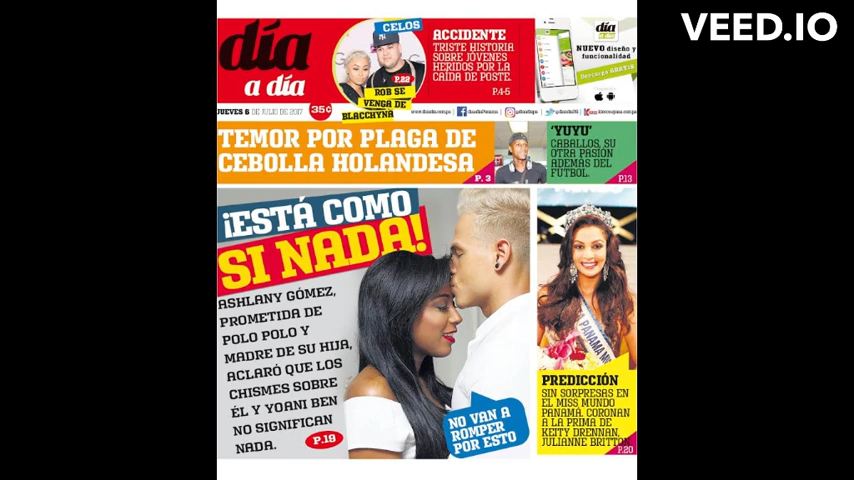 VEED.IO
día
a día
JUEVES 6 DE JULIO DE 2017
35¢
CELOS
ROB SE
VENGA DE
BLACCHYNA
P.22
ACCIDENTE
TRISTE HISTORIA
SOBRE JÓVENES
HERIDOS POR LA
CAÍDA DE POSTE.
P.4-5
día
a día
NUEVO diseño y
funcionalidad
Descarga GRATIS
TEMOR POR PLAGA DE
CEBOLLA HOLANDESA
P. 3
'YUYU'
CABALLOS, SU
OTRA PASIÓN
ADEMÁS DEL
FÚTBOL.
P.13
¡ESTÁ COMO
SI NADA!
ASHLANY GÓMEZ,
PROMETIDA DE
POLO POLO Y
MADRE DE SU HIJA,
ACLARÓ QUE LOS
CHISMES SOBRE
ÉL Y YOANI BEN
NO SIGNIFICAN
NADA.
P.19
NO VAN A
ROMPER
POR ESTO
PREDICCIÓN
SIN SORPRESAS EN
EL MISS MUNDO
PANAMÁ. CORONAN
A LA PRIMA DE
KEITY DRENNAN,
JULIANNE BRITTON
P.20